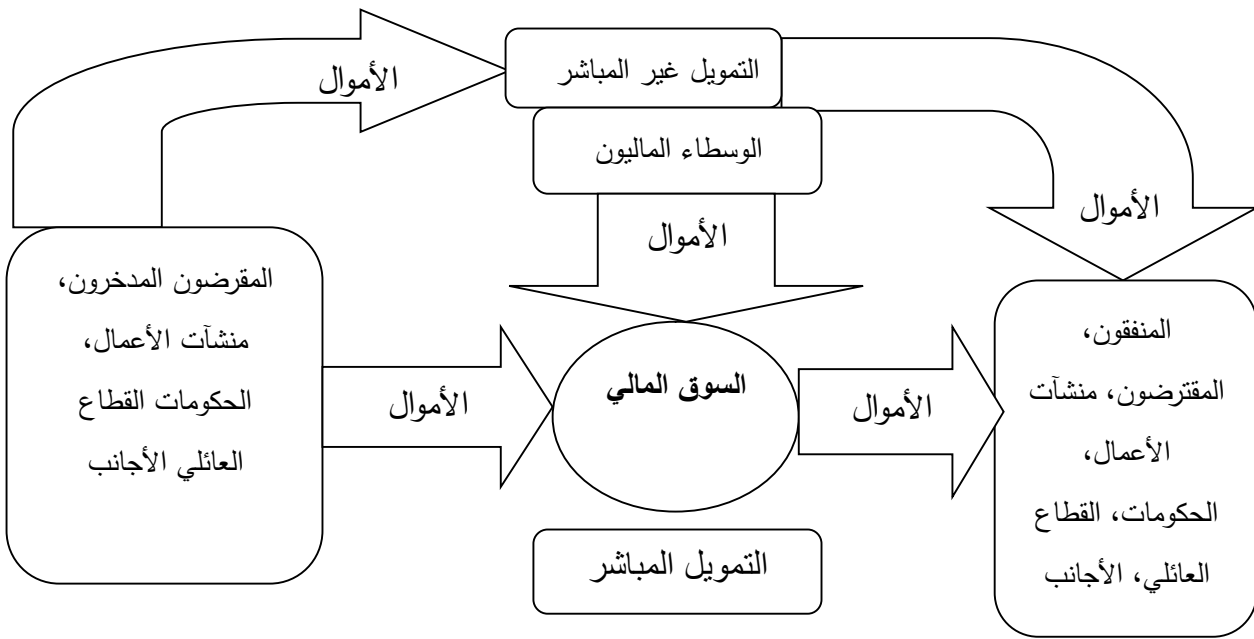 التمويل غير المباشر
الأموال
الوسطاء الماليون
الأموال
الأموال
المقرضون المدخرون،
منشآت الأعمال،
الحكومات القطاع
العائلي الأجانب
الأموال
السوق المالي
الأموال
المنفقون،
المقترضون، منشآت
الأعمال،
الحكومات، القطاع
العائلي، الأجانب
التمويل المباشر